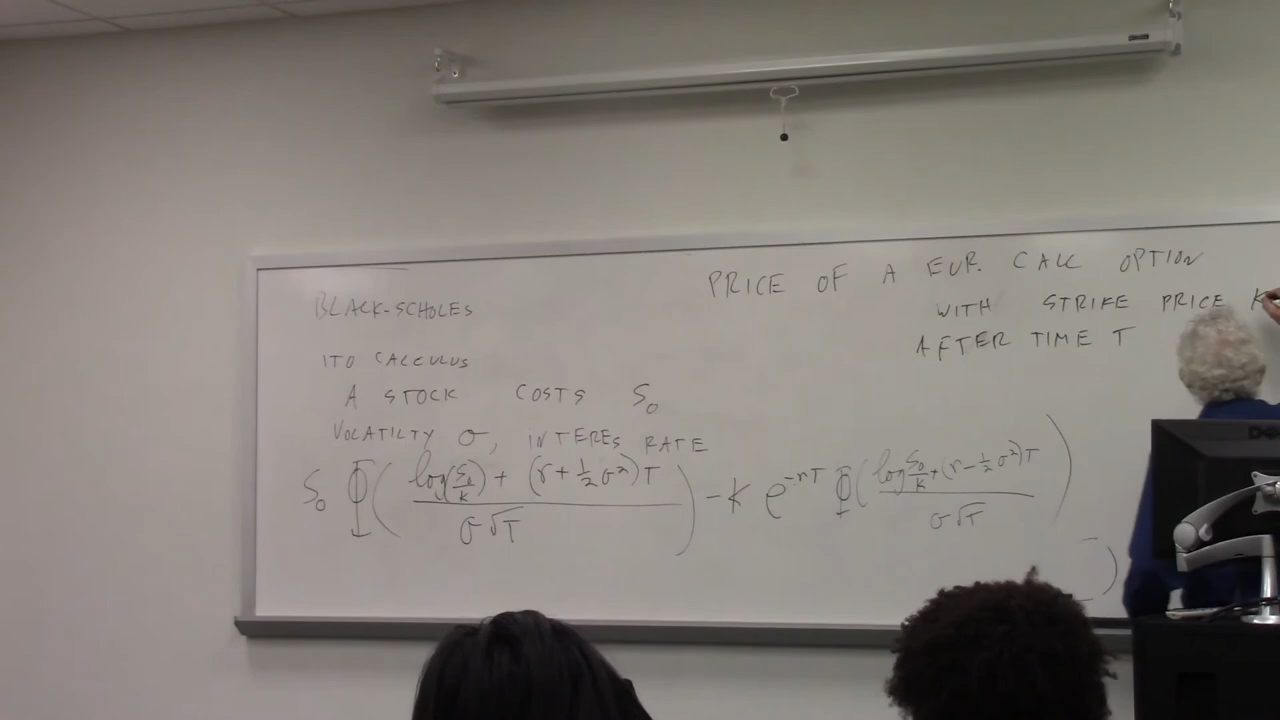 PRICE OF A EUR. CALL OPTION
WITH STRIKE PRICE K
AFTER TIME T
BLACK-SCHOLES
ITO CALCULUS
A STOCK COSTS S₀
VOLATILTY σ, INTERES RATE
S₀ Φ( (log(S₀/K) + (r + ½σ²)T) / (σ√T) ) − K e^{−rT} Φ( (log S₀/K + (r − ½σ²)T) / (σ√T) )